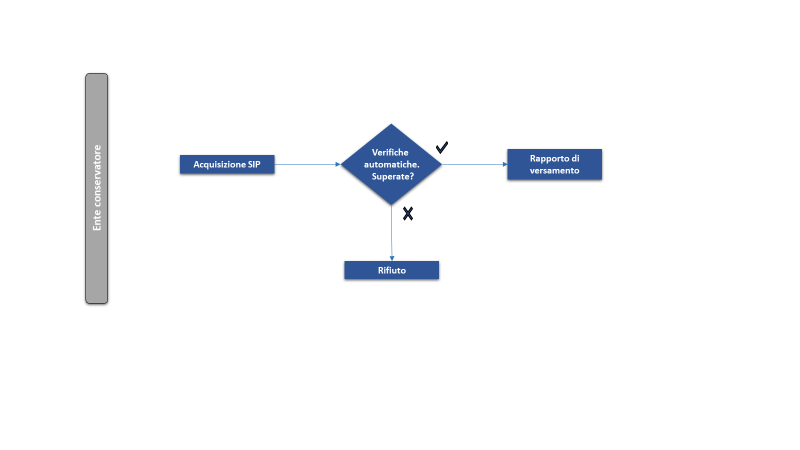 Ente conservatore
Acquisizione SIP
Verifiche
automatiche.
Superate?
Rapporto di
versamento
Rifiuto